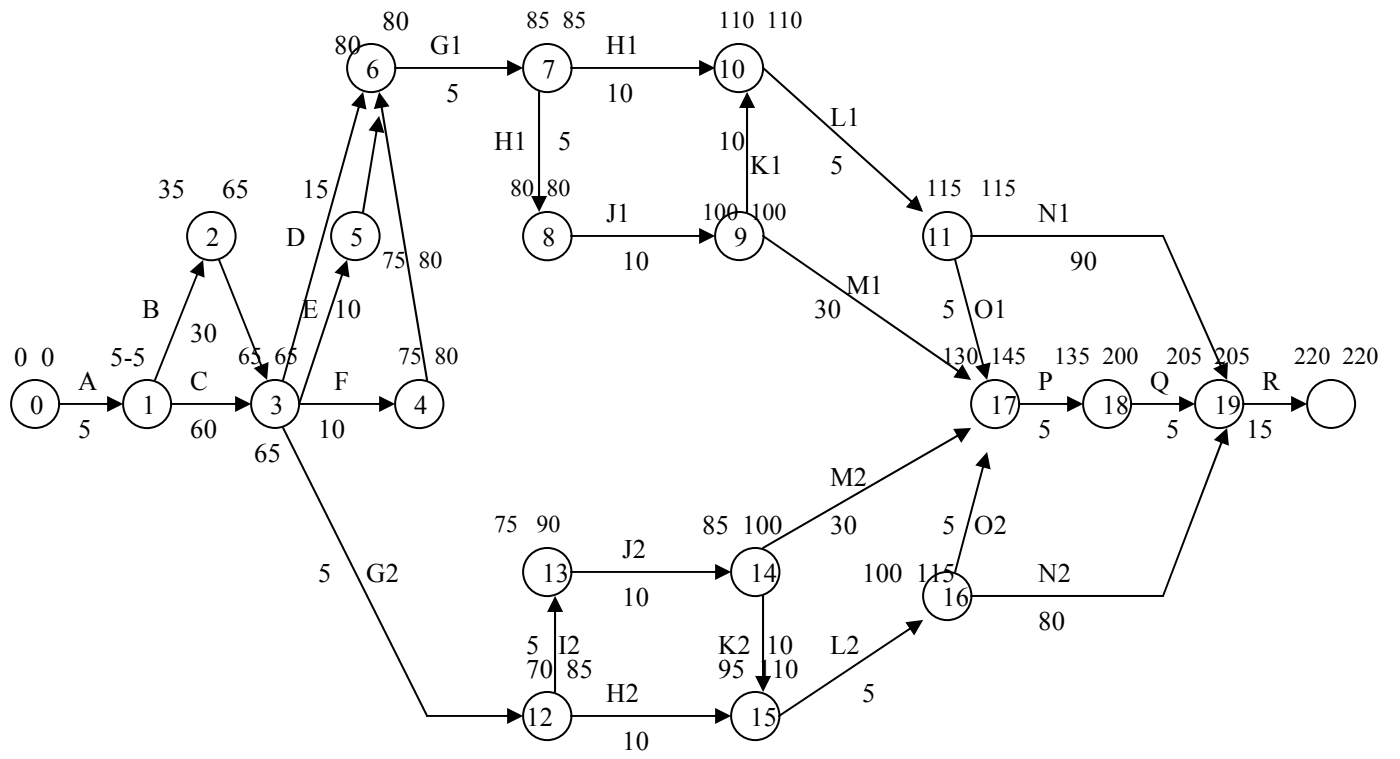 80
85 85
110 110
80
G1
H1
6
7
10
5
10
H1
5
10
L1
K1
5
35 65
15
80 80
J1
100 100
115 115
N1
2
D
5
8
9
11
10
90
75 80
B
E
10
M1
30
30
5
O1
0 0
5-5
65 65
75 80
130 145
135 200
205 205
220 220
A
C
F
P
Q
R
0
1
3
4
17
18
19
5
60
10
5
5
15
65
M2
75 90
85 100
30
5
O2
J2
5
G2
13
14
100 115
N2
16
10
80
5
I2
K2
10
L2
70 85
95 110
H2
5
12
15
10